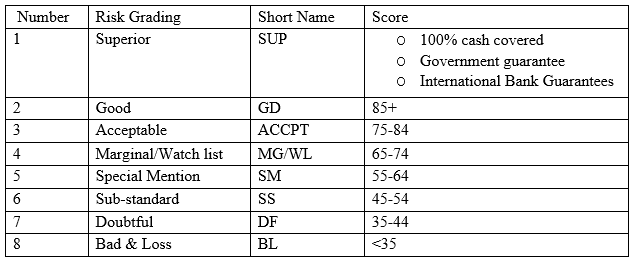 Number Risk Grading Short Name Score
1 Superior SUP o 100% cash covered
o Government guarantee
o International Bank Guarantees
2 Good GD 85+
3 Acceptable ACCPT 75-84
4 Marginal/Watch list MG/WL 65-74
5 Special Mention SM 55-64
6 Sub-standard SS 45-54
7 Doubtful DF 35-44
8 Bad & Loss BL <35